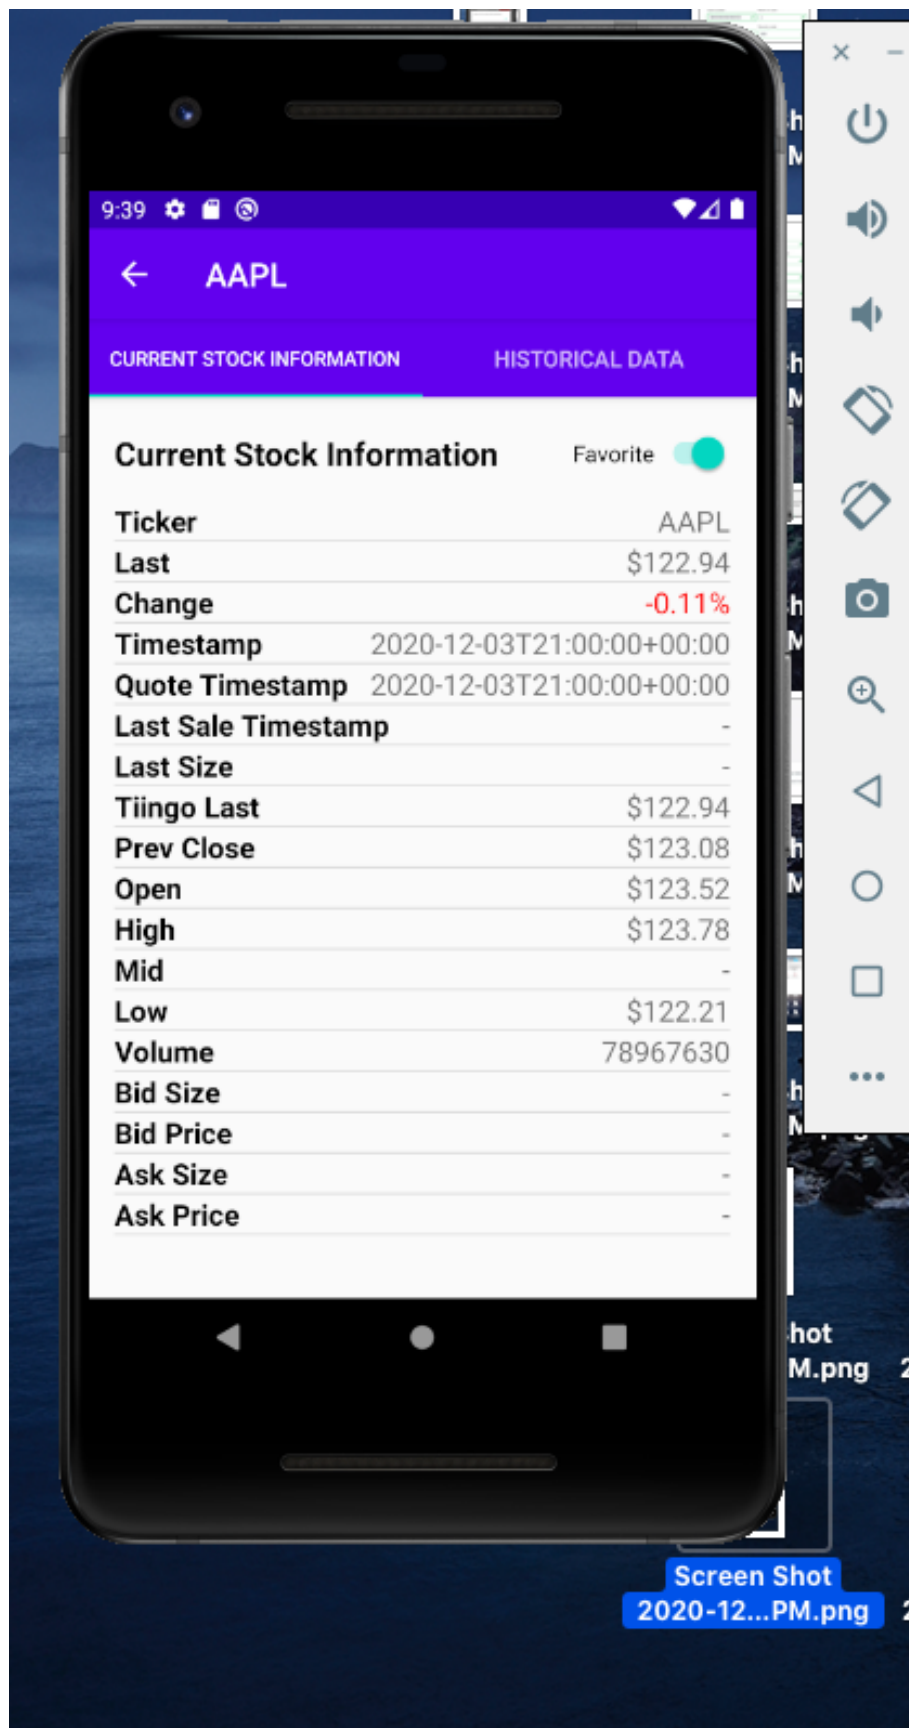 9:39
AAPL
CURRENT STOCK INFORMATION HISTORICAL DATA
Current Stock Information Favorite
Ticker AAPL
Last $122.94
Change -0.11%
Timestamp 2020-12-03T21:00:00+00:00
Quote Timestamp 2020-12-03T21:00:00+00:00
Last Sale Timestamp -
Last Size -
Tiingo Last $122.94
Prev Close $123.08
Open $123.52
High $123.78
Mid -
Low $122.21
Volume 78967630
Bid Size -
Bid Price -
Ask Size -
Ask Price -
hot
M.png
Screen Shot
2020-12...PM.png